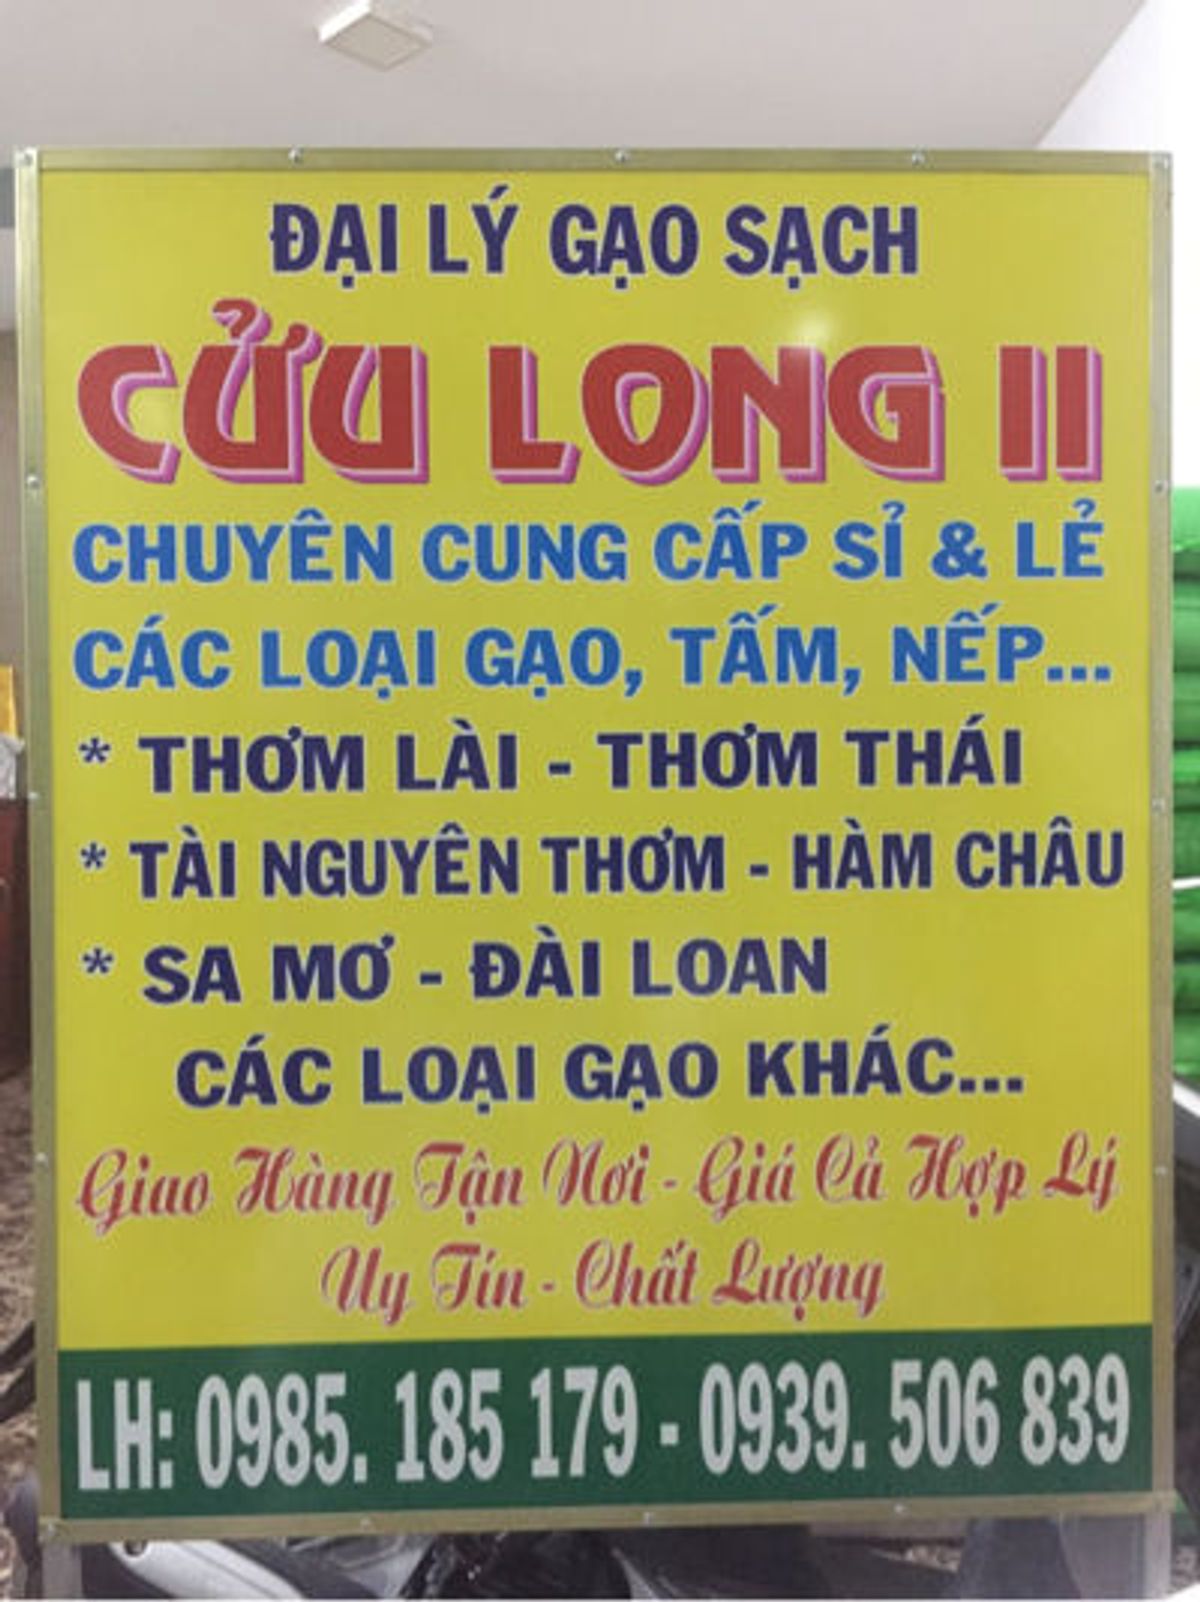 ĐẠI LÝ GẠO SẠCH
CỬU LONG II
CHUYÊN CUNG CẤP SỈ & LẺ
CÁC LOẠI GẠO, TẤM, NẾP...
* THƠM LÀI - THƠM THÁI
* TÀI NGUYÊN THƠM - HÀM CHÂU
* SA MƠ - ĐÀI LOAN
CÁC LOẠI GẠO KHÁC...
Giao Hàng Tận Nơi - Giá Cả Hợp Lý
Uy Tín - Chất Lượng
LH: 0985. 185 179 - 0939. 506 839